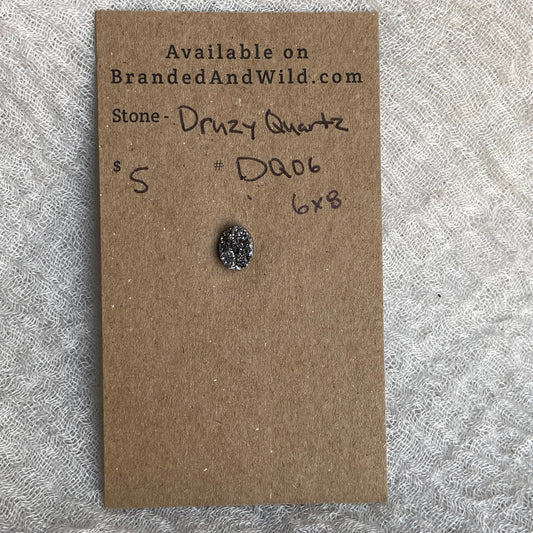 Available on
BrandedAndWild.com
Stone - Druzy Quartz
$ 5 # DQ06
6x8